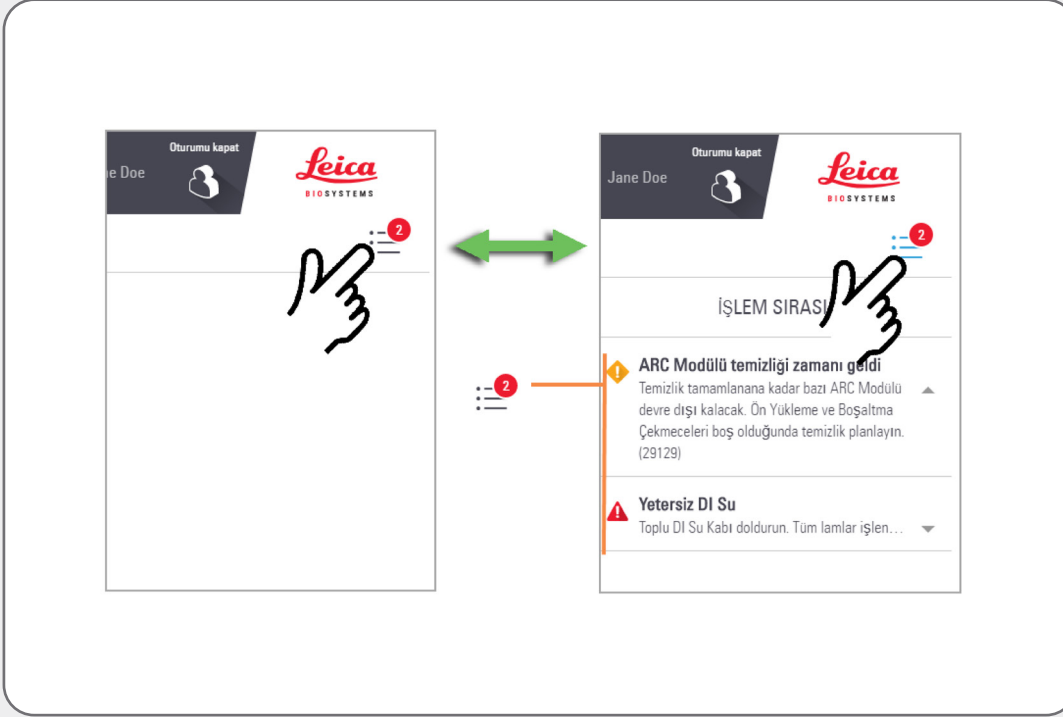 Oturumu kapat
e Doe
Leica
BIOSYSTEMS
2
2
Oturumu kapat
Jane Doe
Leica
BIOSYSTEMS
2
İŞLEM SIRASI
ARC Modülü temizliği zamanı geldi
Temizlik tamamlanana kadar bazı ARC Modülü
devre dışı kalacak. Ön Yükleme ve Boşaltma
Çekmeceleri boş olduğunda temizlik planlayın.
(29129)
Yetersiz DI Su
Toplu DI Su Kabı doldurun. Tüm lamlar işlen...